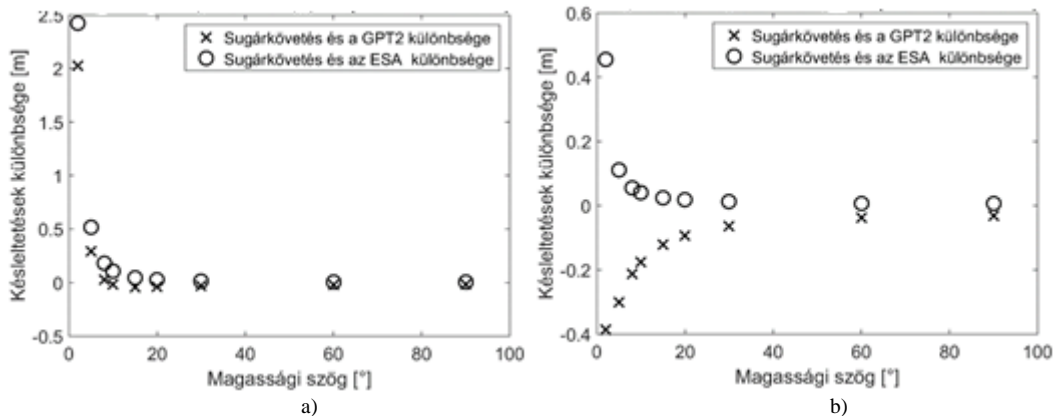 2.5
2
1.5
1
0.5
0
-0.5
0 20 40 60 80 100
Késleltetések különbsége [m]
Magassági szög [°]
Sugárkövetés és a GPT2 különbsége
Sugárkövetés és az ESA különbsége
a)
0.6
0.4
0.2
0
-0.2
-0.4
0 20 40 60 80 100
Késleltetések különbsége [m]
Magassági szög [°]
Sugárkövetés és a GPT2 különbsége
Sugárkövetés és az ESA különbsége
b)